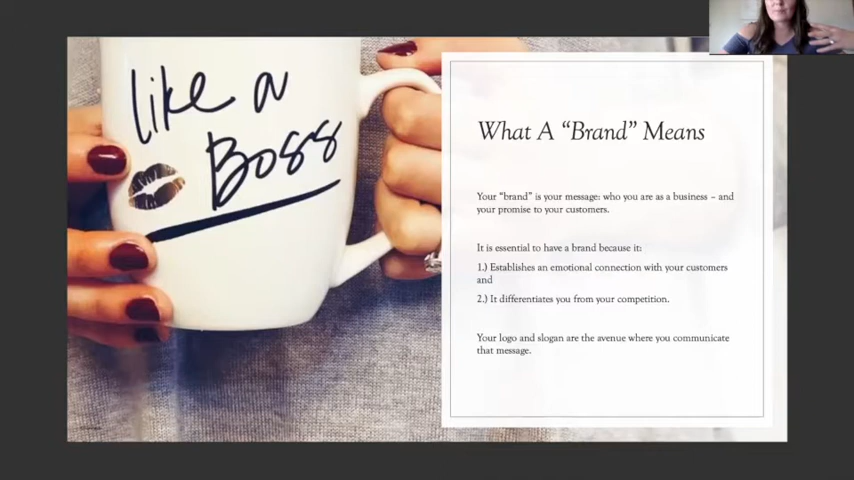 like a
Boss
What A “Brand” Means
Your “brand” is your message: who you are as a business – and
your promise to your customers.
It is essential to have a brand because it:
1.) Establishes an emotional connection with your customers
and
2.) It differentiates you from your competition.
Your logo and slogan are the avenue where you communicate
that message.